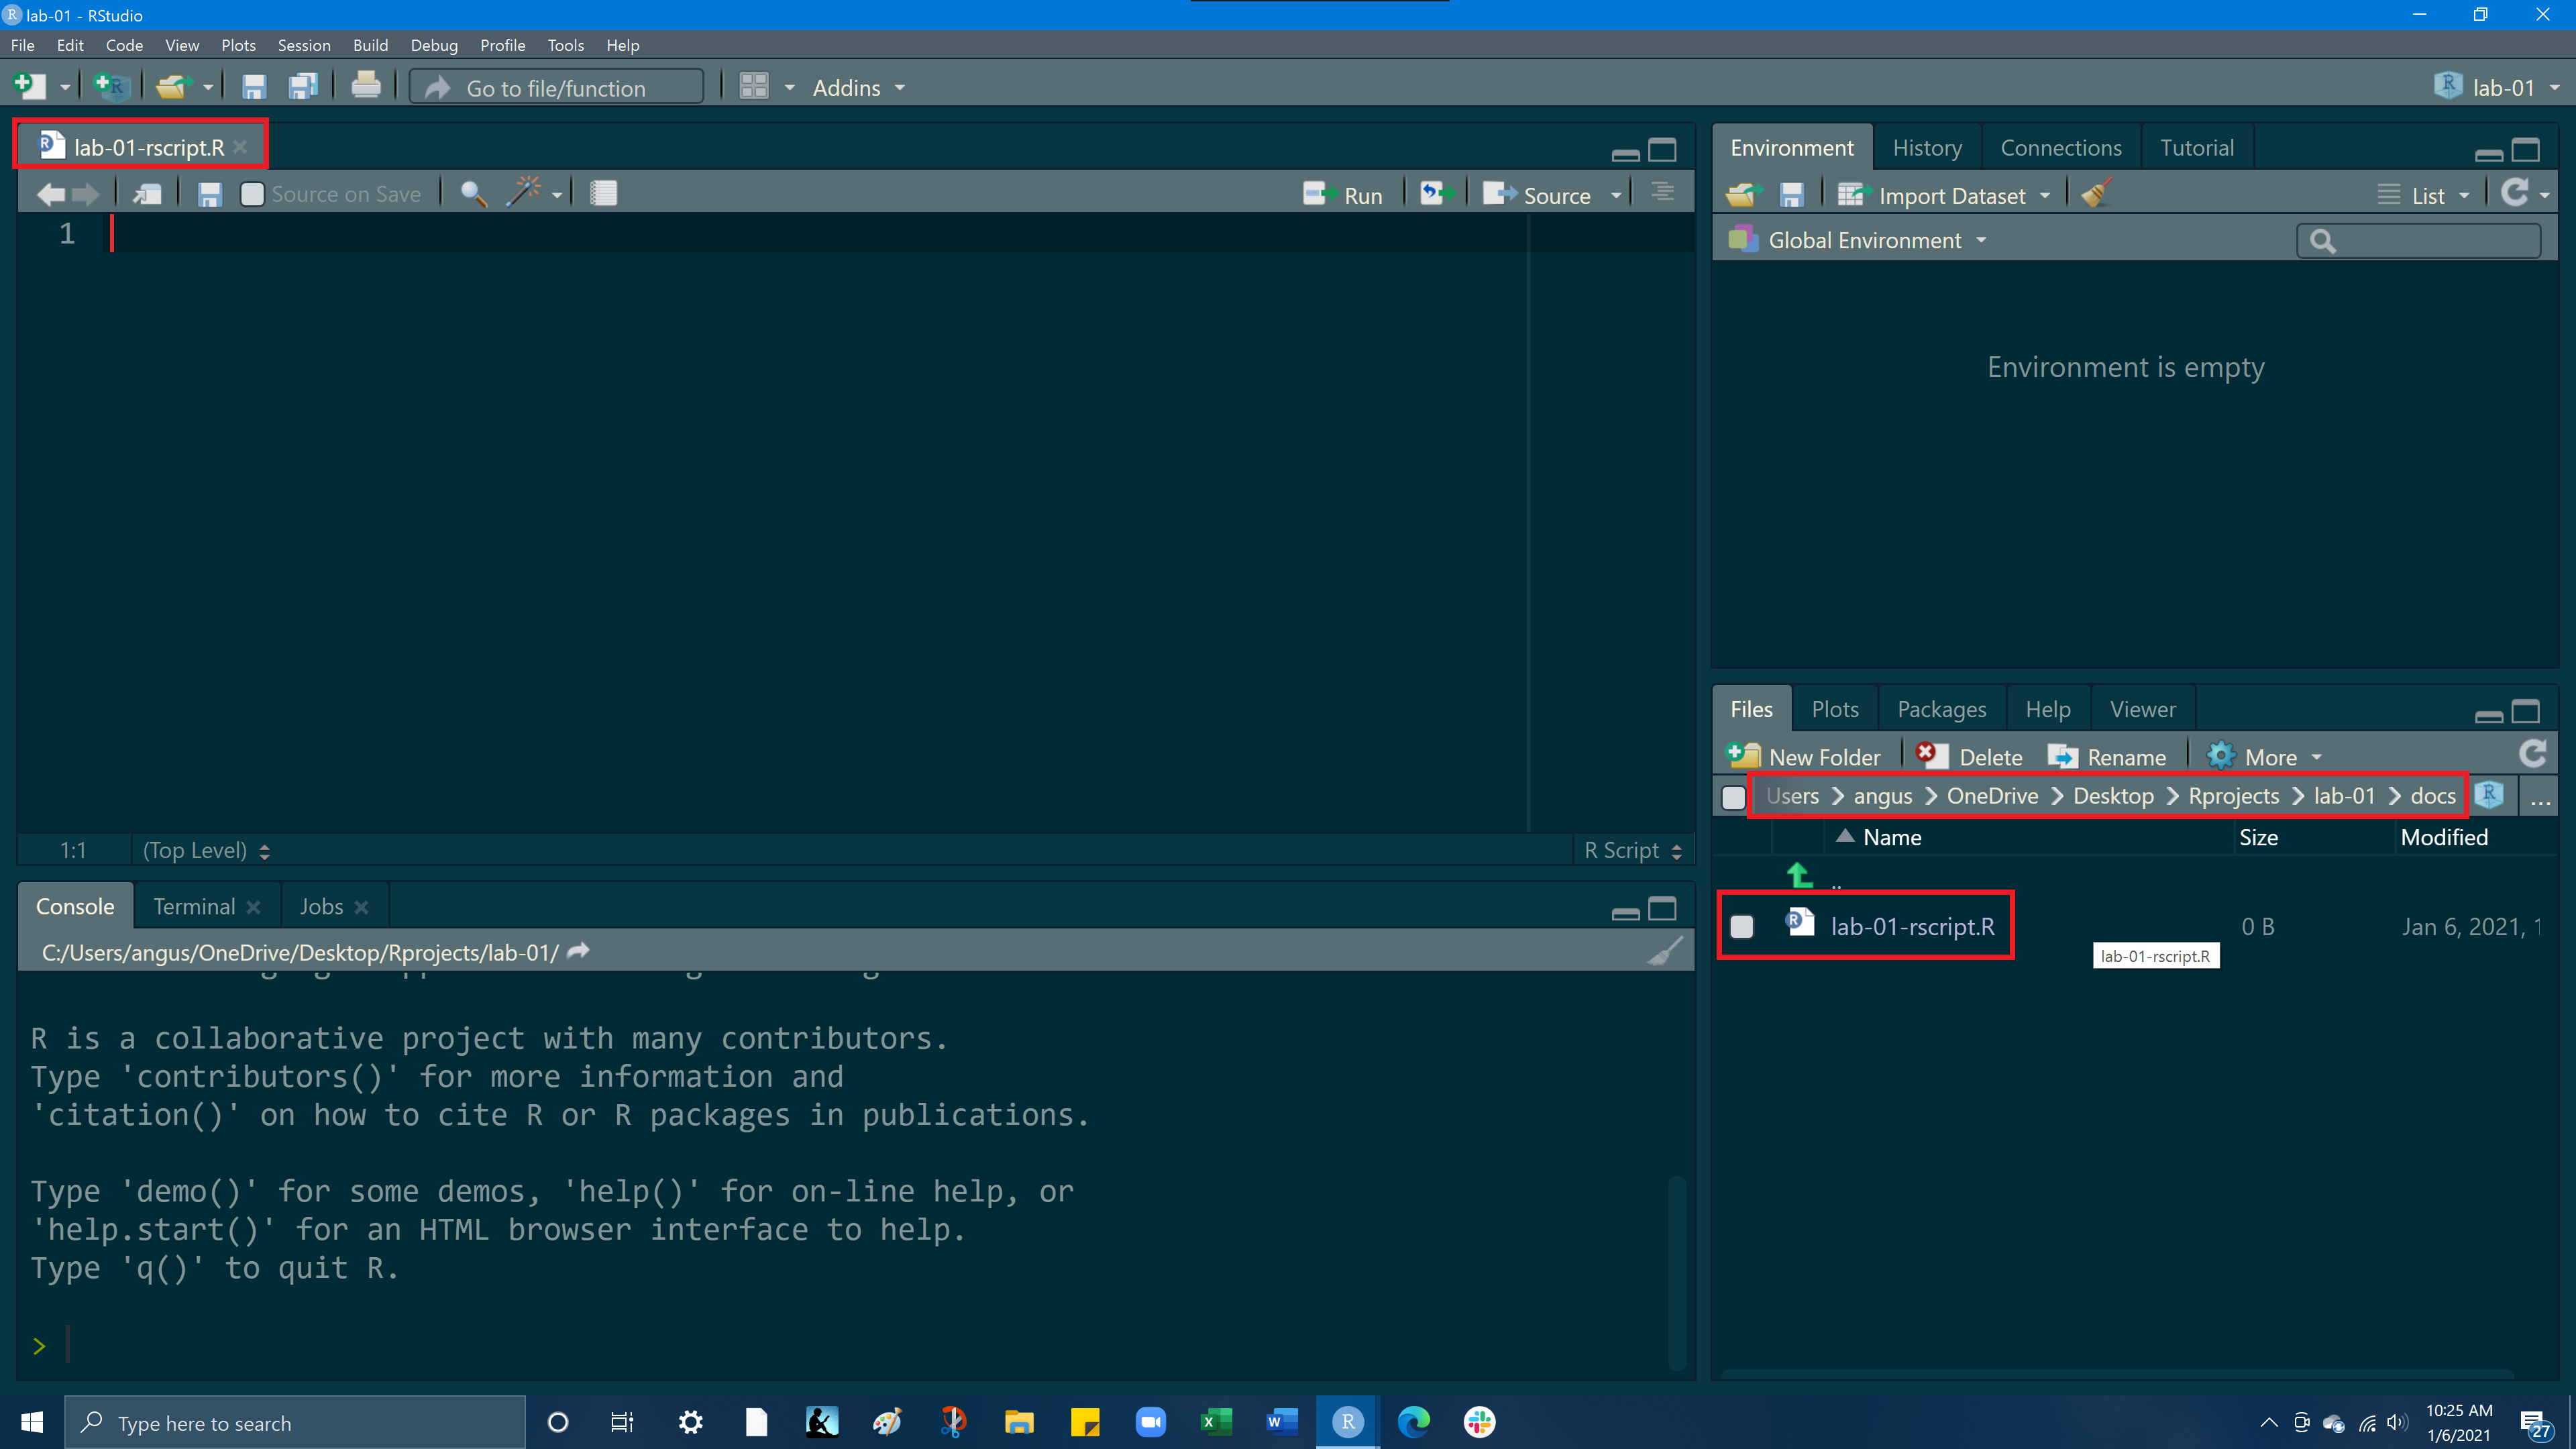 lab-01 - RStudio
File Edit Code View Plots Session Build Debug Profile Tools Help
Go to file/function Addins lab-01
lab-01-rscript.R
Source on Save Run Source
1
1:1 (Top Level) R Script
Console Terminal Jobs
C:/Users/angus/OneDrive/Desktop/Rprojects/lab-01/
R is a collaborative project with many contributors.
Type 'contributors()' for more information and
'citation()' on how to cite R or R packages in publications.
Type 'demo()' for some demos, 'help()' for on-line help, or
'help.start()' for an HTML browser interface to help.
Type 'q()' to quit R.
>
Environment History Connections Tutorial
Import Dataset List
Global Environment
Environment is empty
Files Plots Packages Help Viewer
New Folder Delete Rename More
Users angus OneDrive Desktop Rprojects lab-01 docs ...
Name Size Modified
..
lab-01-rscript.R 0 B Jan 6, 2021, 1
lab-01-rscript.R
Type here to search
10:25 AM
1/6/2021
27